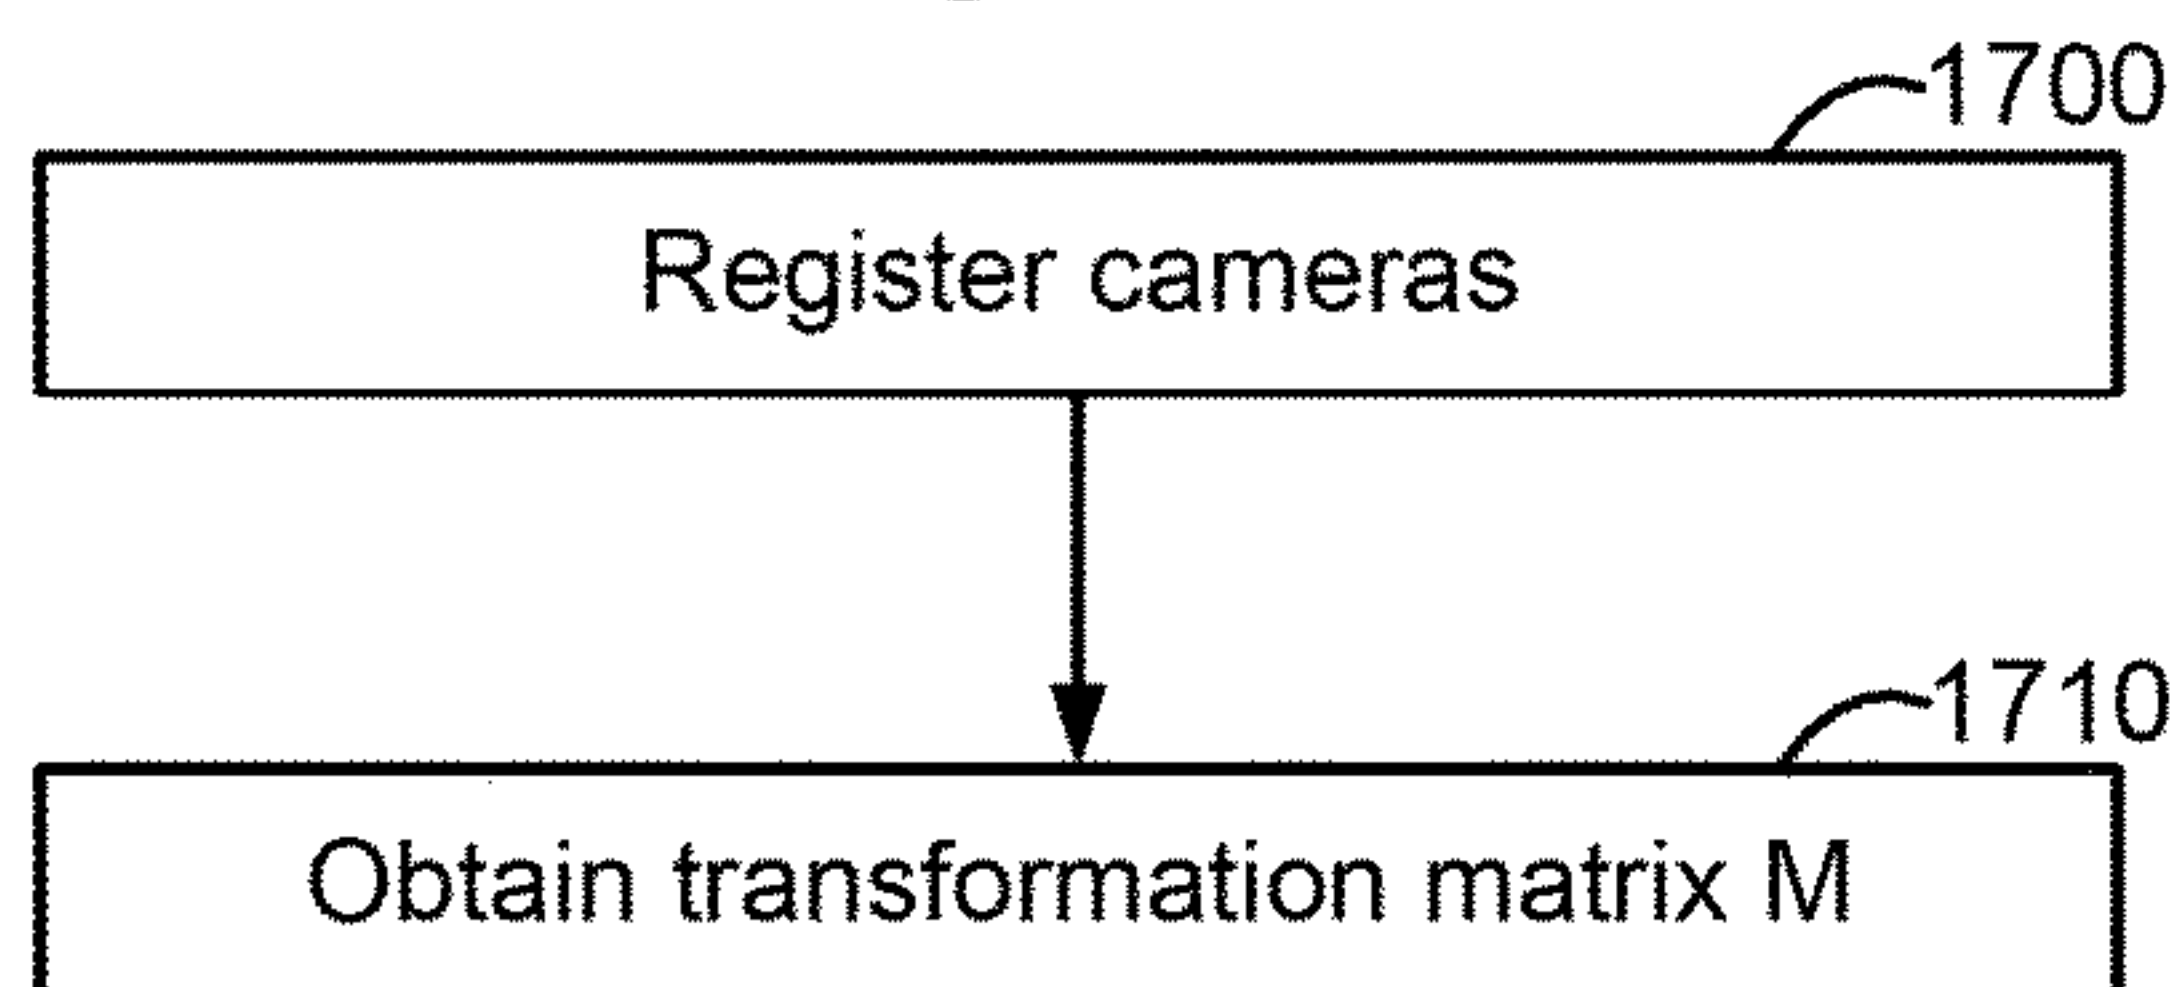 1700
Register cameras
1710
Obtain transformation matrix M